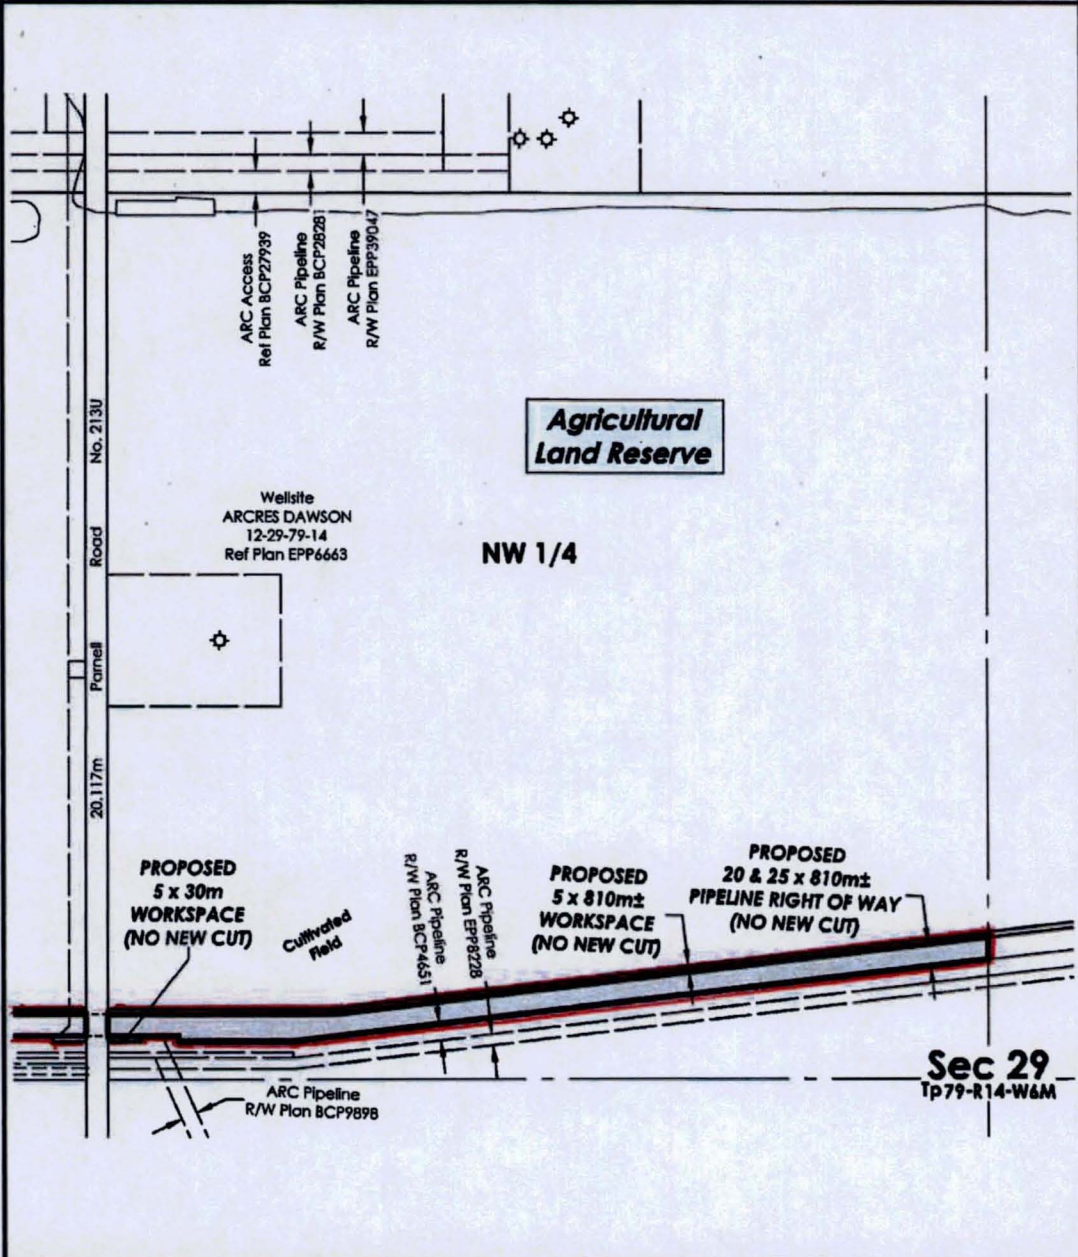 ARC Access
Ref Plan BCP27939
ARC Pipeline
R/W Plan BCP28281
ARC Pipeline
R/W Plan EPP39047
Agricultural
Land Reserve
Wellsite
ARCRES DAWSON
12-29-79-14
Ref Plan EPP6663
NW 1/4
20.117m Parnell Road No. 213U
PROPOSED
5 x 30m
WORKSPACE
(NO NEW CUT)
Cultivated
Field
ARC Pipeline
R/W Plan BCP4651
ARC Pipeline
R/W Plan EPP8228
PROPOSED
5 x 810m±
WORKSPACE
(NO NEW CUT)
PROPOSED
20 & 25 x 810m±
PIPELINE RIGHT OF WAY
(NO NEW CUT)
ARC Pipeline
R/W Plan BCP9898
Sec 29
Tp79-R14-W6M